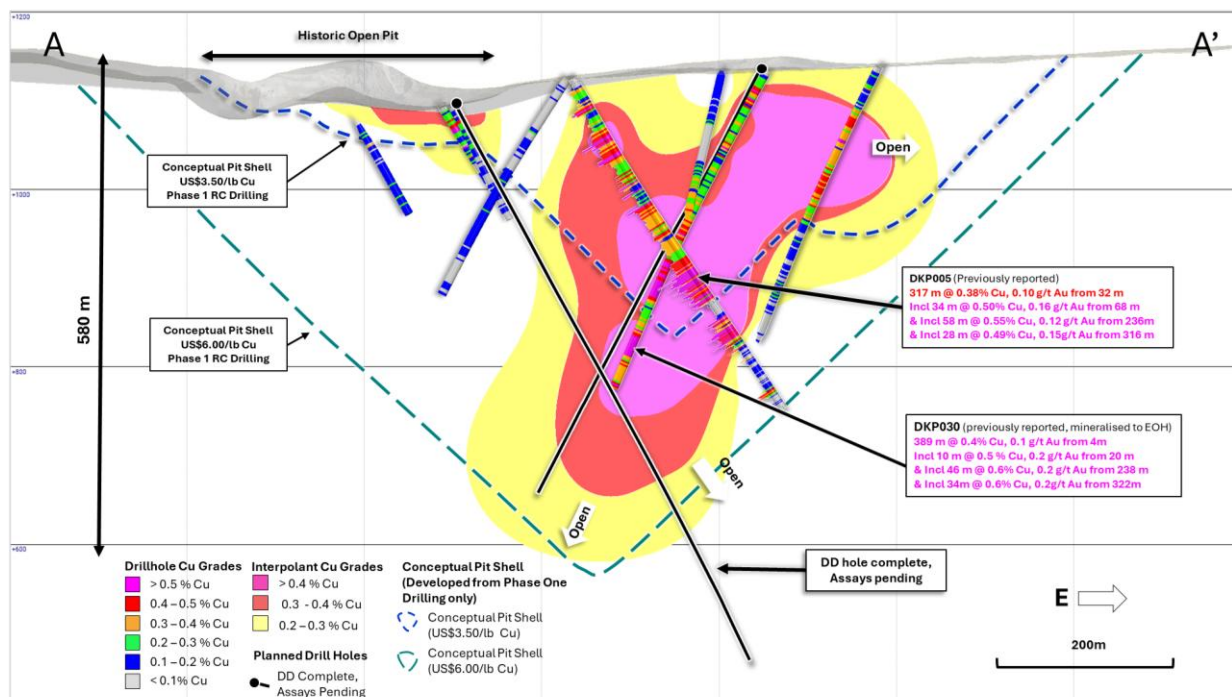 +1200
A
Historic Open Pit
A'
Conceptual Pit Shell
US$3.50/lb Cu
Phase 1 RC Drilling
Open
+1000
DKP005 (Previously reported)
317 m @ 0.38% Cu, 0.10 g/t Au from 32 m
Incl 34 m @ 0.50% Cu, 0.16 g/t Au from 68 m
& Incl 58 m @ 0.55% Cu, 0.12 g/t Au from 236m
& Incl 28 m @ 0.49% Cu, 0.15g/t Au from 316 m
580 m
Conceptual Pit Shell
US$6.00/lb Cu
Phase 1 RC Drilling
+800
DKP030 (previously reported, mineralised to EOH)
389 m @ 0.4% Cu, 0.1 g/t Au from 4m
Incl 10 m @ 0.5 % Cu, 0.2 g/t Au from 20 m
& Incl 46 m @ 0.6% Cu, 0.2 g/t Au from 238 m
& Incl 34m @ 0.6% Cu, 0.2g/t Au from 322m
Open
Open
+600
DD hole complete,
Assays pending
Drillhole Cu Grades
> 0.5 % Cu
0.4 – 0.5 % Cu
0.3 – 0.4 % Cu
0.2 – 0.3 % Cu
0.1 – 0.2 % Cu
< 0.1% Cu
Interpolant Cu Grades
> 0.4 % Cu
0.3 - 0.4 % Cu
0.2 – 0.3 % Cu
Planned Drill Holes
DD Complete,
Assays Pending
Conceptual Pit Shell
(Developed from Phase One
Drilling only)
Conceptual Pit Shell
(US$3.50/lb Cu)
Conceptual Pit Shell
(US$6.00/lb Cu)
E
200m